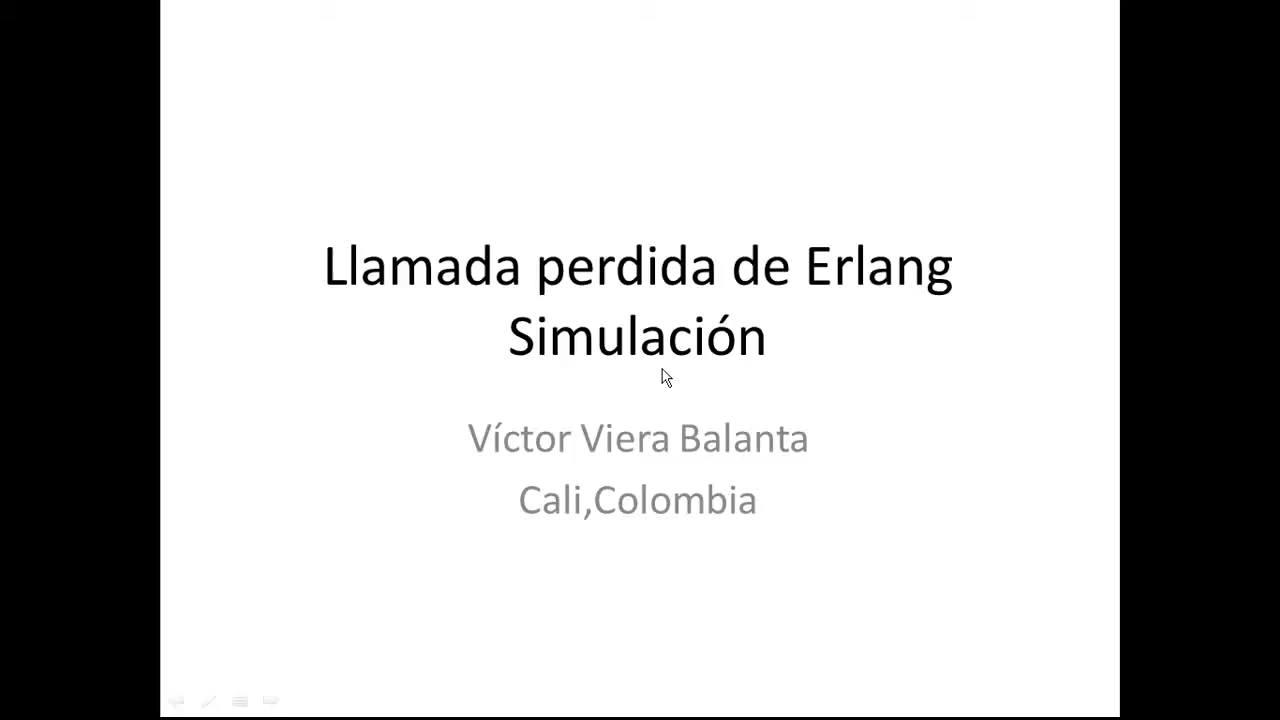 Llamada perdida de Erlang
Simulación
Víctor Viera Balanta
Cali,Colombia